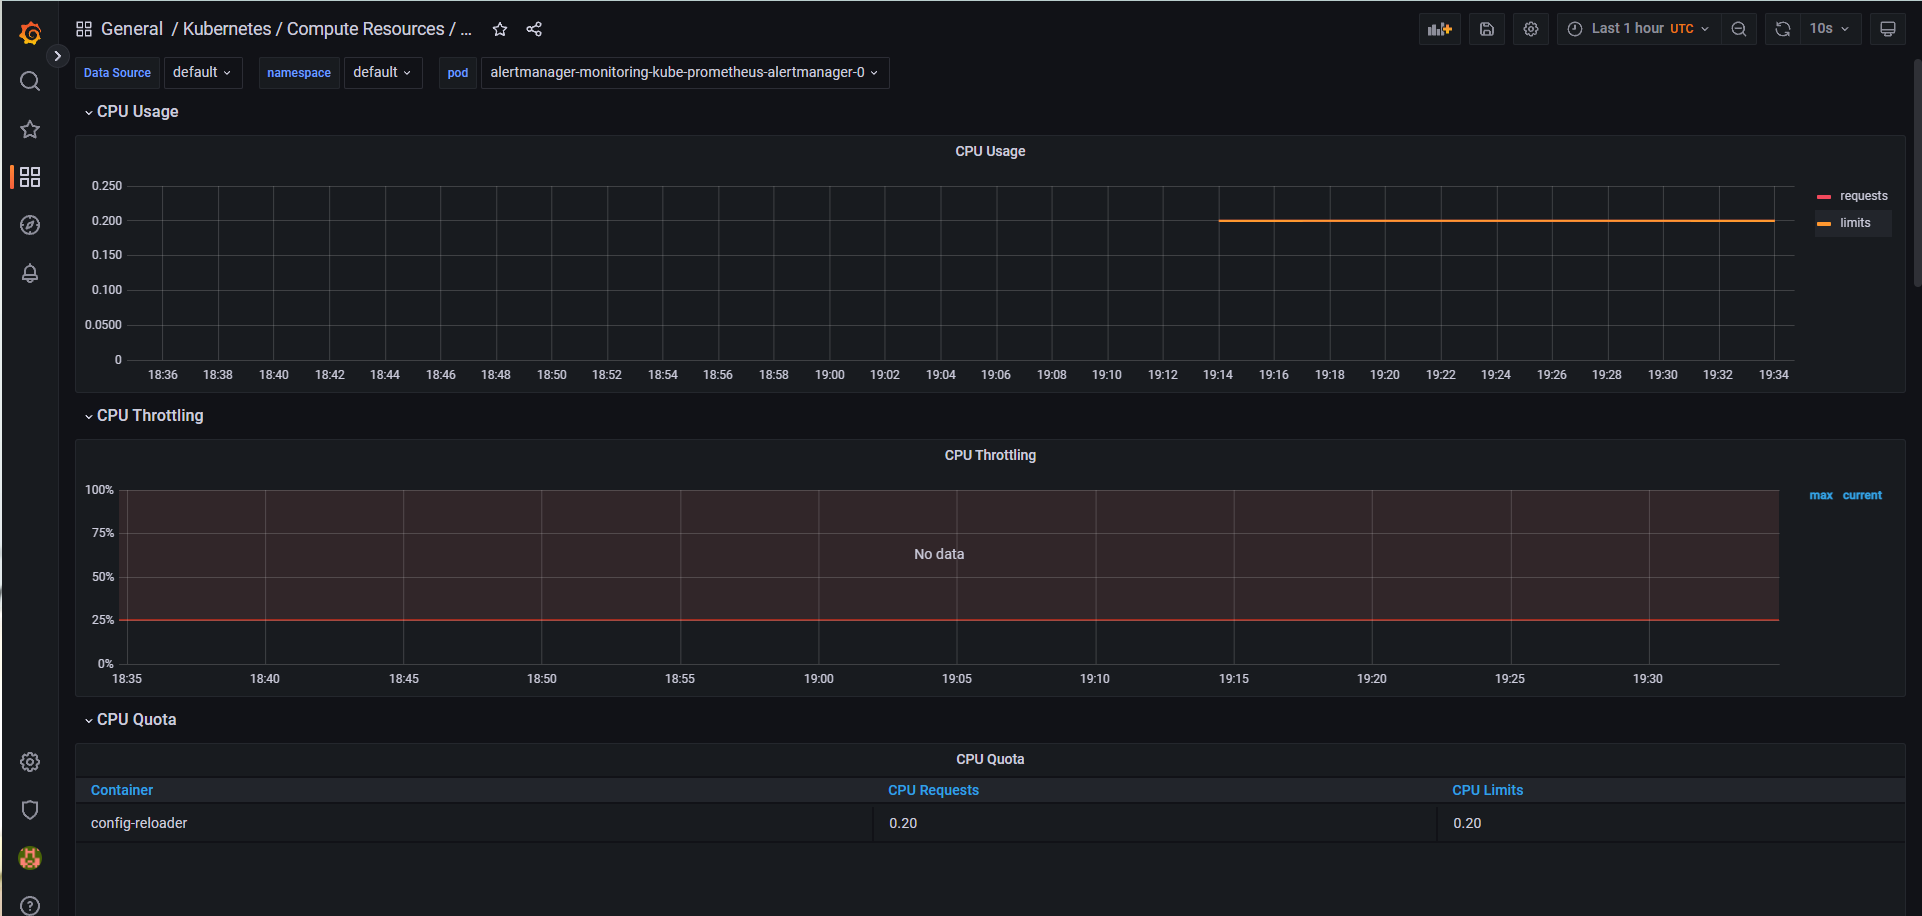 General / Kubernetes / Compute Resources / ...
Last 1 hour UTC
10s
Data Source default namespace default pod alertmanager-monitoring-kube-prometheus-alertmanager-0
CPU Usage
CPU Usage
0.250
0.200
0.150
0.100
0.0500
0
18:36 18:38 18:40 18:42 18:44 18:46 18:48 18:50 18:52 18:54 18:56 18:58 19:00 19:02 19:04 19:06 19:08 19:10 19:12 19:14 19:16 19:18 19:20 19:22 19:24 19:26 19:28 19:30 19:32 19:34
requests
limits
CPU Throttling
CPU Throttling
100%
75%
50%
25%
0%
No data
18:35 18:40 18:45 18:50 18:55 19:00 19:05 19:10 19:15 19:20 19:25 19:30
max current
CPU Quota
CPU Quota
Container CPU Requests CPU Limits
config-reloader 0.20 0.20